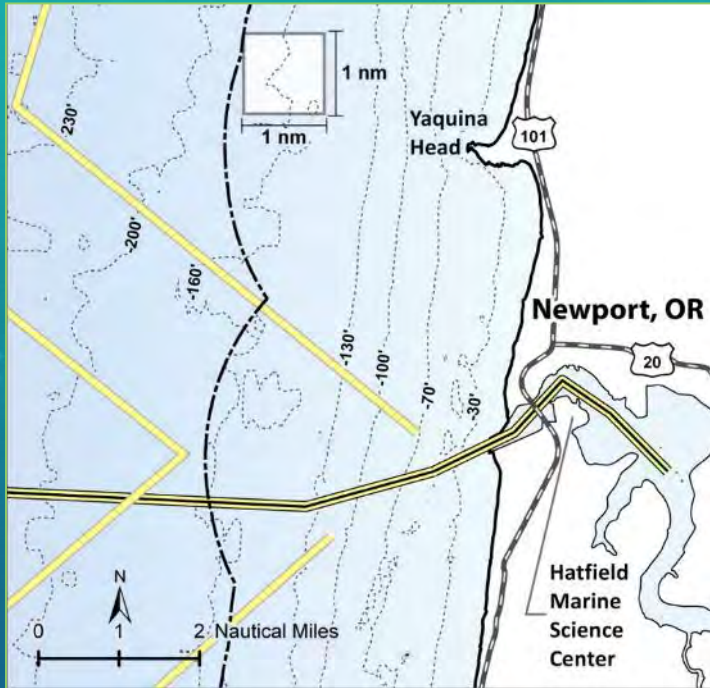 1 nm
1 nm
Yaquina
Head
101
230'
-200'
-160'
-130'
-100'
-70'
-30'
Newport, OR
20
N
0 1 2 Nautical Miles
Hatfield
Marine
Science
Center